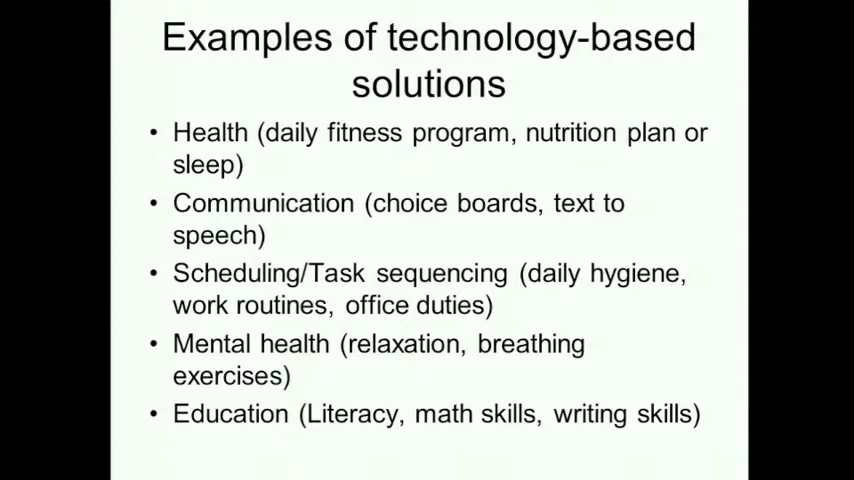 Examples of technology-based
solutions
• Health (daily fitness program, nutrition plan or
sleep)
• Communication (choice boards, text to
speech)
• Scheduling/Task sequencing (daily hygiene,
work routines, office duties)
• Mental health (relaxation, breathing
exercises)
• Education (Literacy, math skills, writing skills)